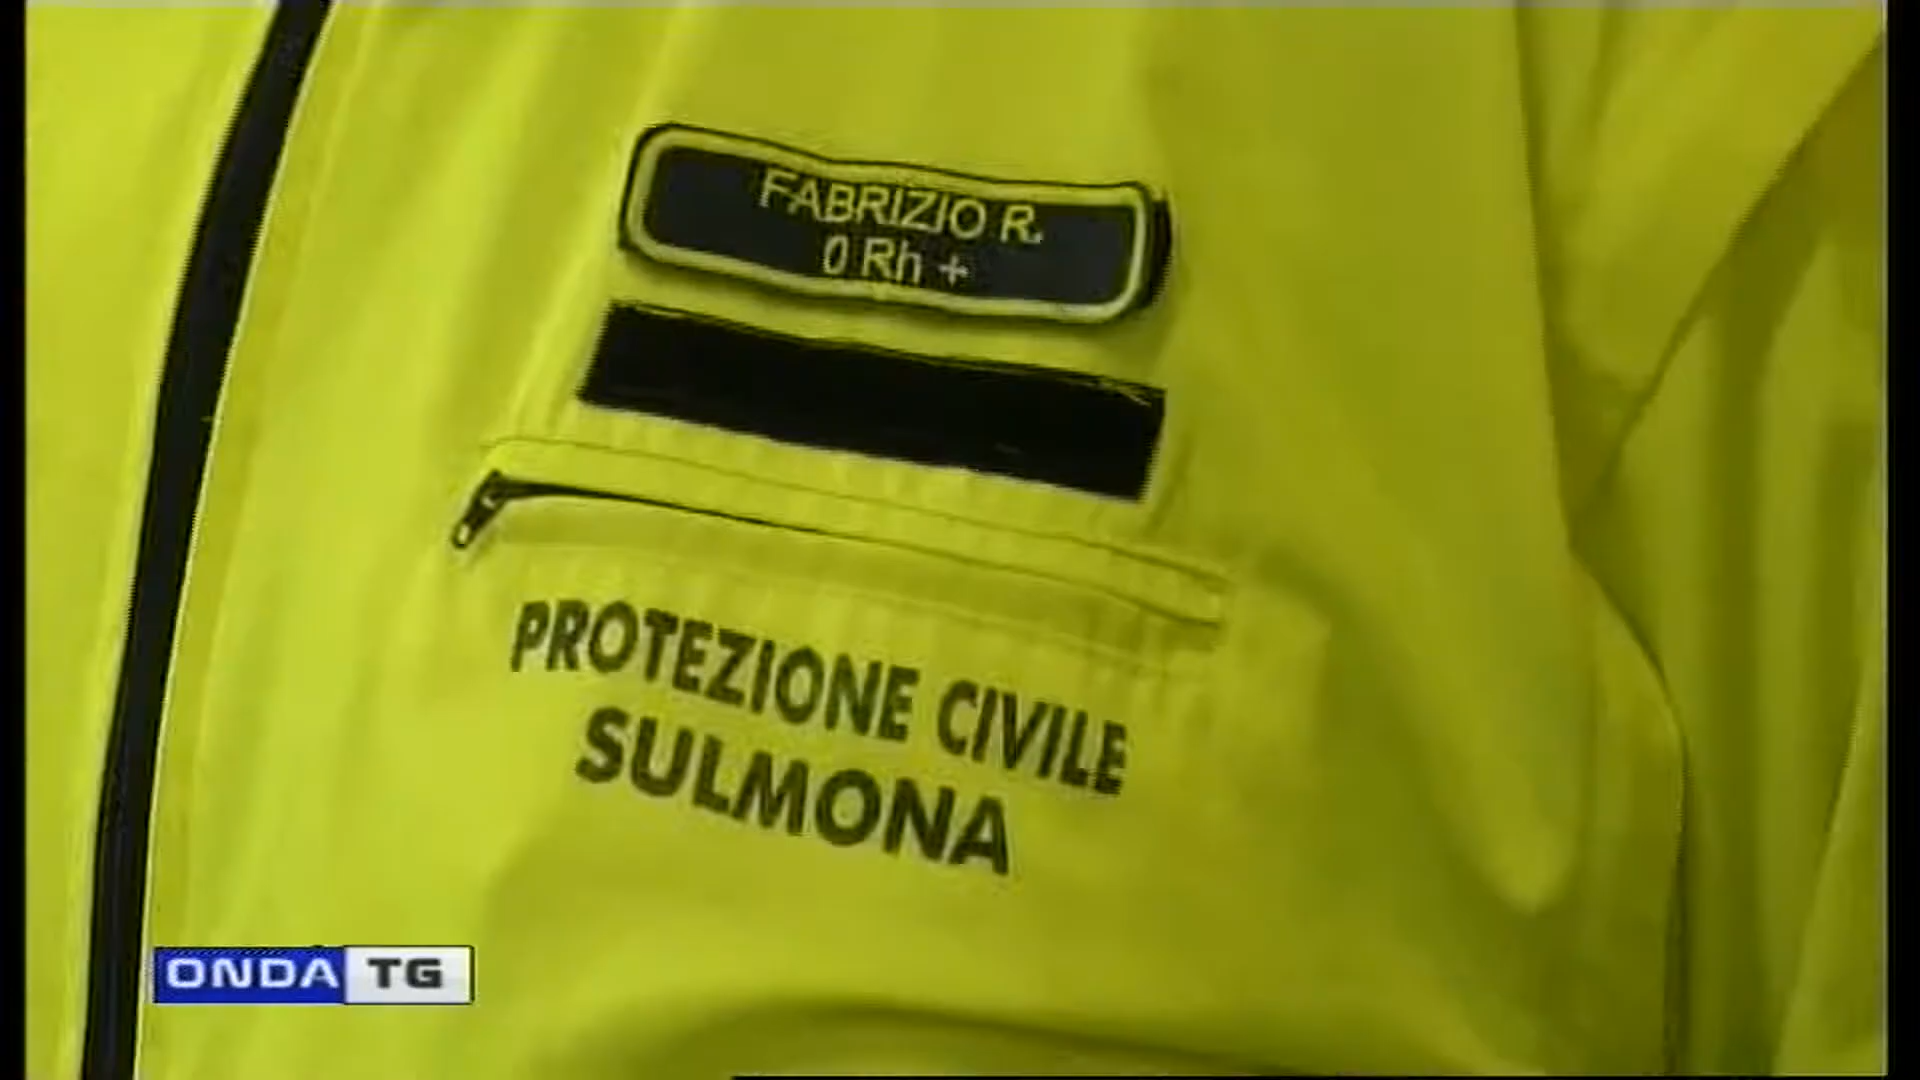 FABRIZIO R.
0 Rh +
PROTEZIONE CIVILE
SULMONA
ONDA TG